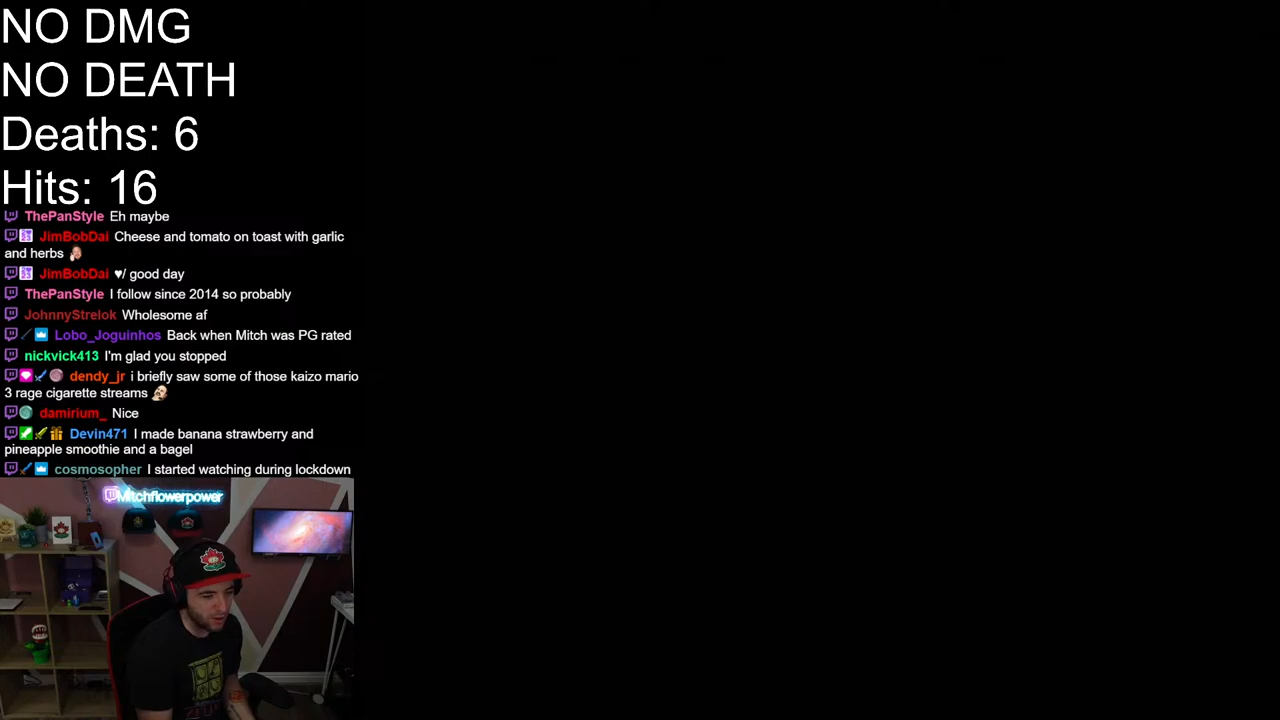 NO DMG
NO DEATH
Deaths: 6
Hits: 16
ThePanStyle Eh maybe
JimBobDai Cheese and tomato on toast with garlic
and herbs
JimBobDai ♥/ good day
ThePanStyle I follow since 2014 so probably
JohnnyStrelok Wholesome af
Lobo_Joguinhos Back when Mitch was PG rated
nickvick413 I'm glad you stopped
dendy_jr i briefly saw some of those kaizo mario
3 rage cigarette streams
damirium_ Nice
Devin471 I made banana strawberry and
pineapple smoothie and a bagel
cosmosopher I started watching during lockdown
Mitchflowerpower